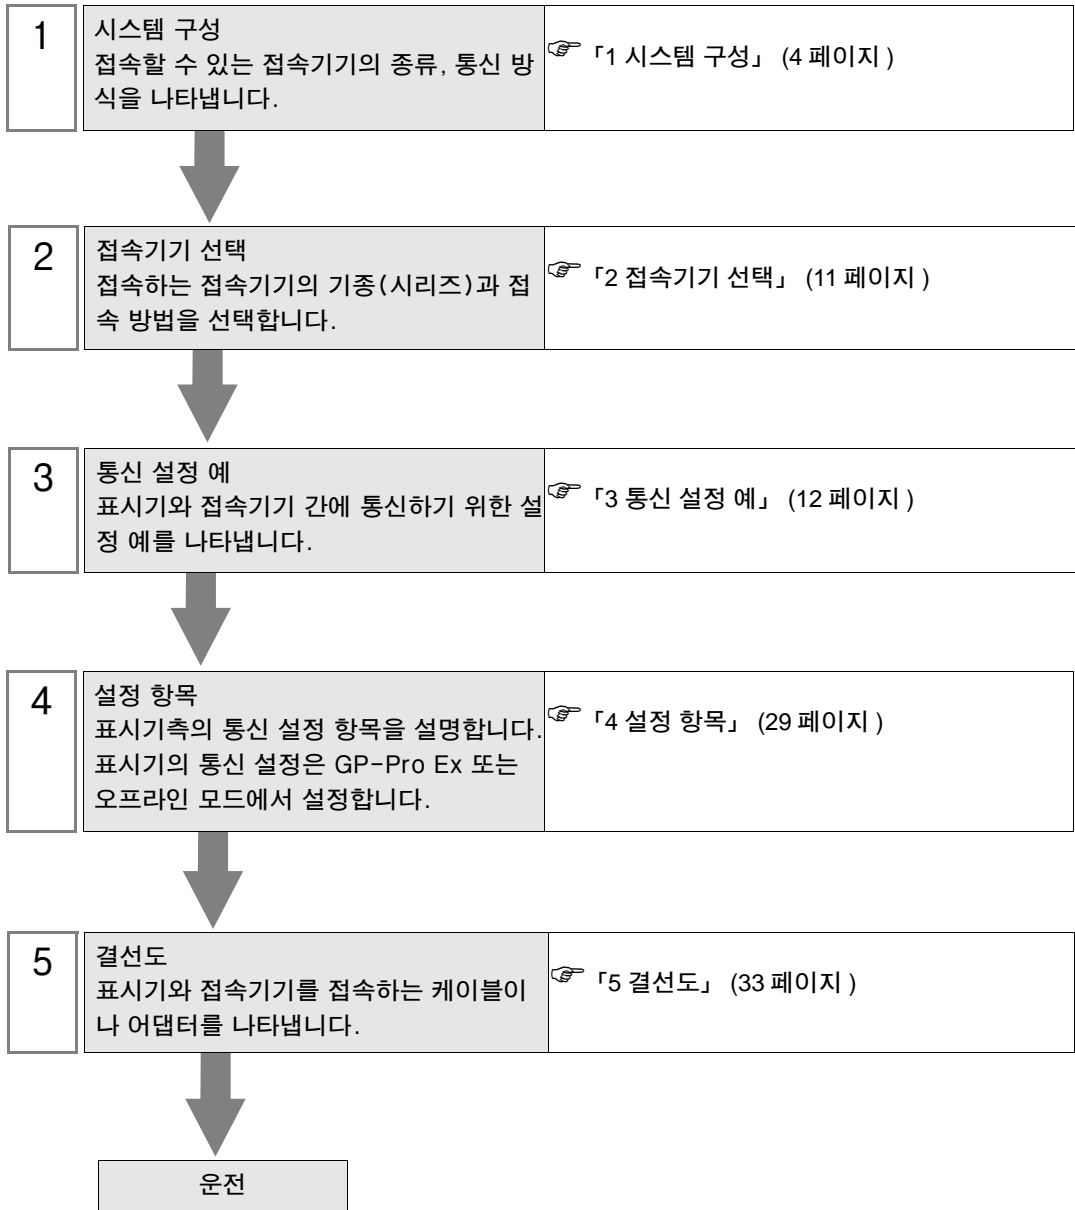 1
시스템 구성
접속할 수 있는 접속기기의 종류, 통신 방
식을 나타냅니다.
☞ 「1 시스템 구성」 (4 페이지 )
2
접속기기 선택
접속하는 접속기기의 기종(시리즈)과 접
속 방법을 선택합니다.
☞ 「2 접속기기 선택」 (11 페이지 )
3
통신 설정 예
표시기와 접속기기 간에 통신하기 위한 설
정 예를 나타냅니다.
☞ 「3 통신 설정 예」 (12 페이지 )
4
설정 항목
표시기측의 통신 설정 항목을 설명합니다.
표시기의 통신 설정은 GP-Pro Ex 또는
오프라인 모드에서 설정합니다.
☞ 「4 설정 항목」 (29 페이지 )
5
결선도
표시기와 접속기기를 접속하는 케이블이
나 어댑터를 나타냅니다.
☞ 「5 결선도」 (33 페이지 )
운전